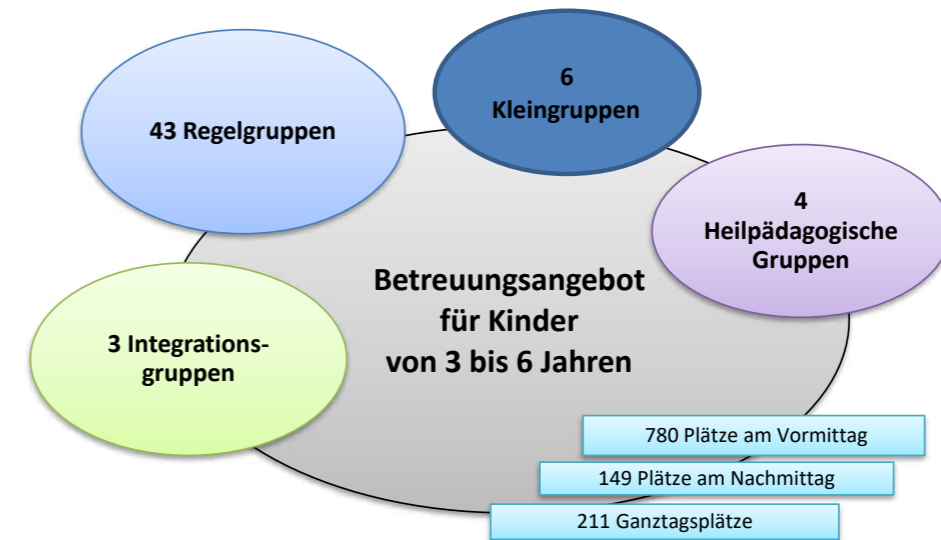 6
Kleingruppen
43 Regelgruppen
4
Heilpädagogische
Gruppen
Betreuungsangebot
für Kinder
von 3 bis 6 Jahren
3 Integrations-
gruppen
780 Plätze am Vormittag
149 Plätze am Nachmittag
211 Ganztagsplätze